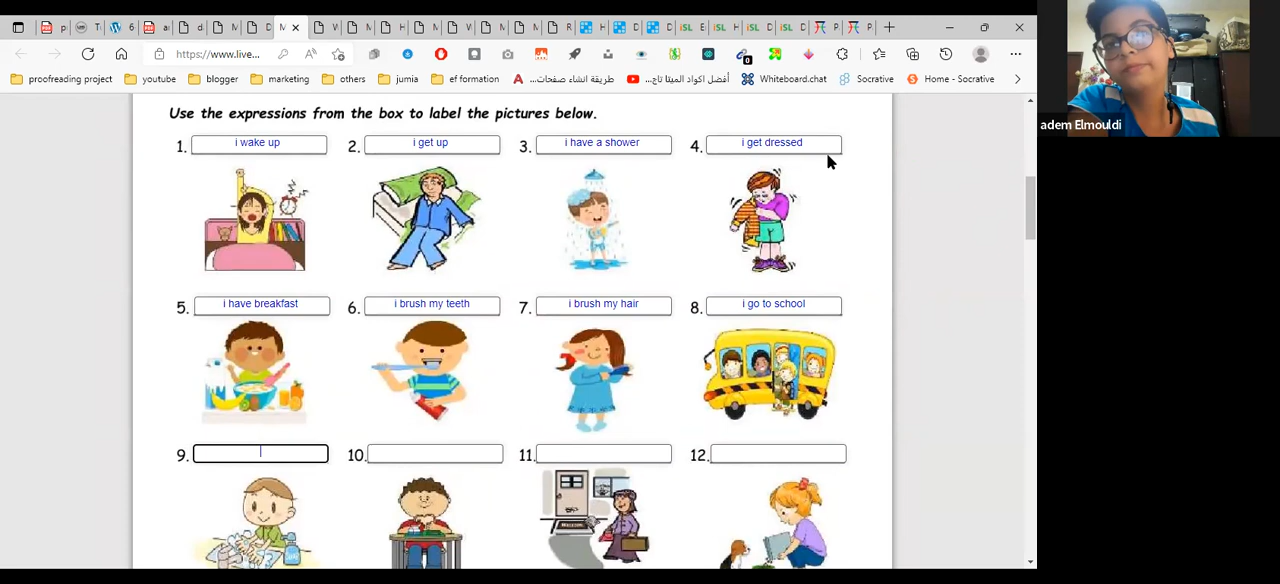 https://www.live...
proofreading project
youtube
blogger
marketing
others
jumia
ef formation
طريقة انشاء صفحات...
أفضل اكواد الميتا تاج...
Whiteboard.chat
Socrative
Home - Socrative
adem Elmouldi
Use the expressions from the box to label the pictures below.
1. i wake up
2. i get up
3. i have a shower
4. i get dressed
5. i have breakfast
6. i brush my teeth
7. i brush my hair
8. i go to school
9.
10.
11.
12.